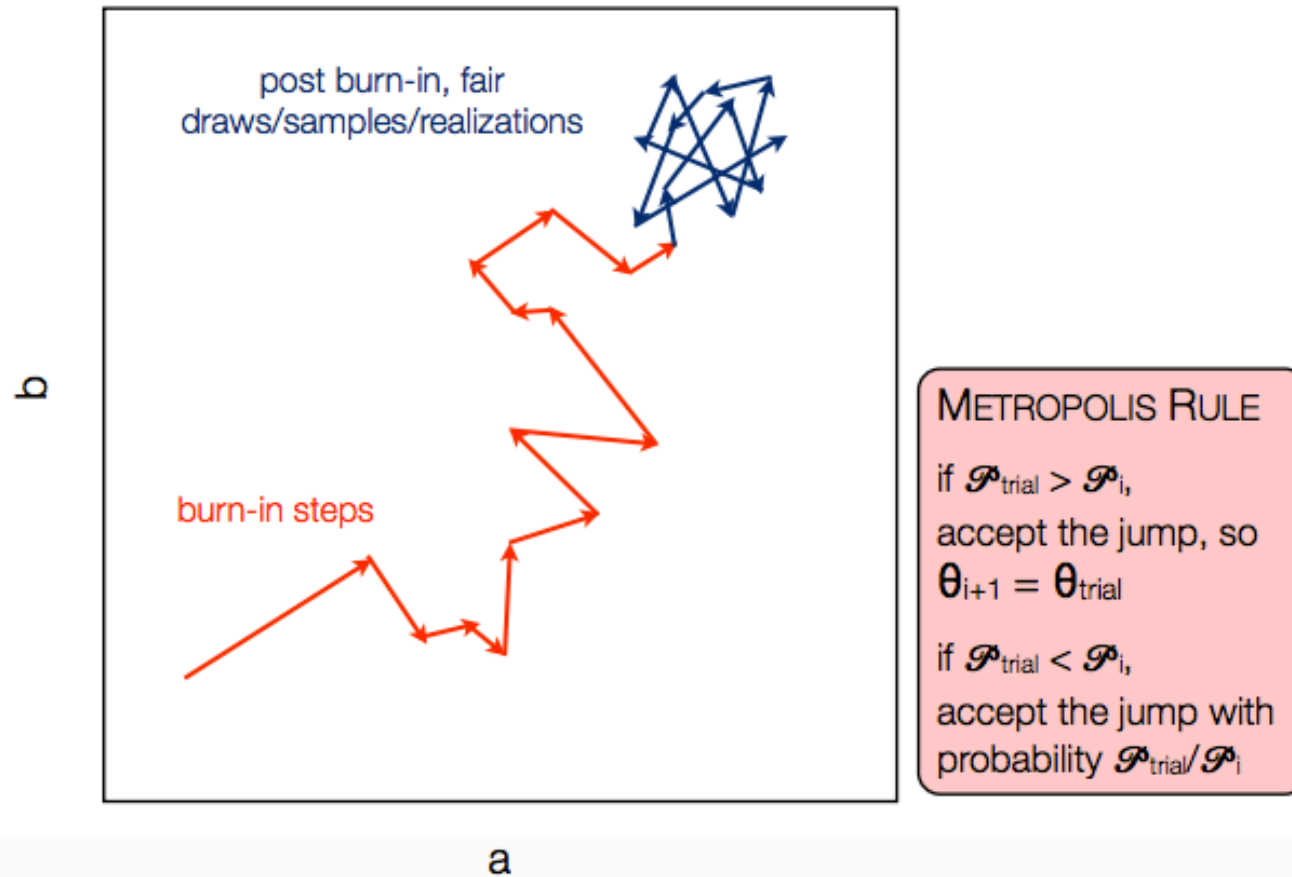 post burn-in, fair
draws/samples/realizations
burn-in steps
b
a
METROPOLIS RULE
if 𝒫trial > 𝒫i,
accept the jump, so
θi+1 = θtrial
if 𝒫trial < 𝒫i,
accept the jump with
probability 𝒫trial/𝒫i